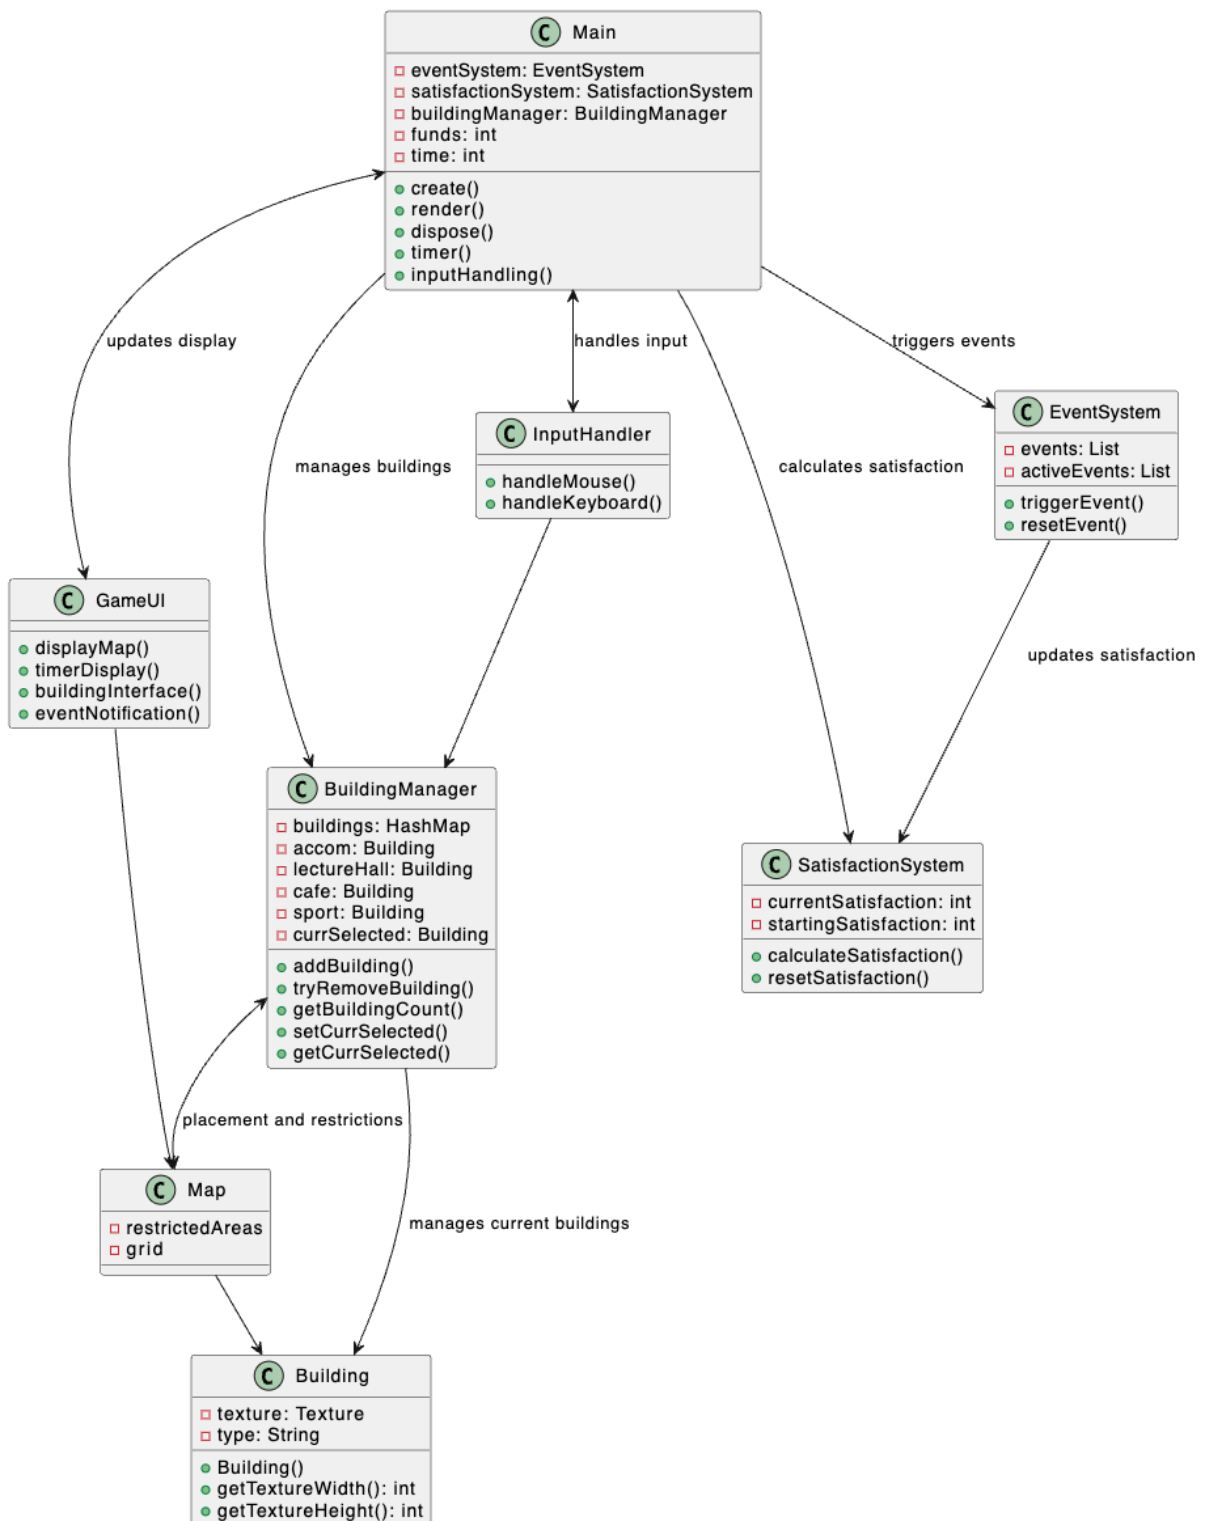 C Main
eventSystem: EventSystem
satisfactionSystem: SatisfactionSystem
buildingManager: BuildingManager
funds: int
time: int
create()
render()
dispose()
timer()
inputHandling()
updates display
handles input
triggers events
C EventSystem
events: List
activeEvents: List
triggerEvent()
resetEvent()
C InputHandler
handleMouse()
handleKeyboard()
manages buildings
calculates satisfaction
C GameUI
displayMap()
timerDisplay()
buildingInterface()
eventNotification()
updates satisfaction
C BuildingManager
buildings: HashMap
accom: Building
lectureHall: Building
cafe: Building
sport: Building
currSelected: Building
addBuilding()
tryRemoveBuilding()
getBuildingCount()
setCurrSelected()
getCurrSelected()
C SatisfactionSystem
currentSatisfaction: int
startingSatisfaction: int
calculateSatisfaction()
resetSatisfaction()
placement and restrictions
C Map
restrictedAreas
grid
manages current buildings
C Building
texture: Texture
type: String
Building()
getTextureWidth(): int
getTextureHeight(): int